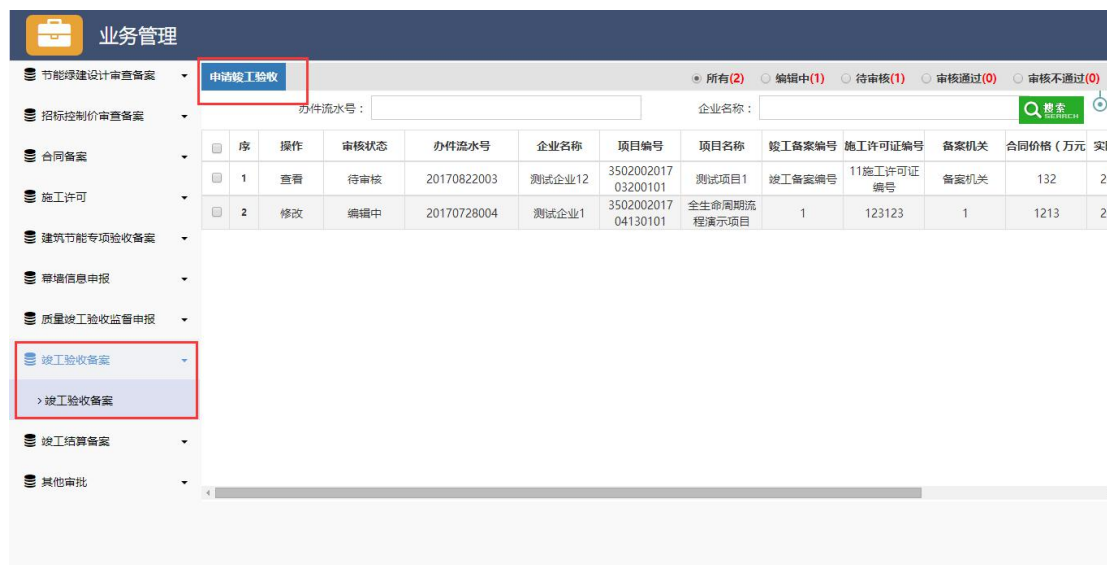 业务管理
节能绿建设计审查备案
招标控制价审查备案
合同备案
施工许可
建筑节能专项验收备案
幕墙信息申报
质量竣工验收监督申报
竣工验收备案
>竣工验收备案
竣工结算备案
其他审批
申请竣工验收 所有(2) 编辑中(1) 待审核(1) 审核通过(0) 审核不通过(0)
办件流水号： 企业名称： 搜索 SEARCH
序 操作 审核状态 办件流水号 企业名称 项目编号 项目名称 竣工备案编号 施工许可证编号 备案机关 合同价格（万元 实
1 查看 待审核 20170822003 测试企业12 350200201703200101 测试项目1 竣工备案编号 11施工许可证编号 备案机关 132 2
2 修改 编辑中 20170728004 测试企业1 350200201704130101 全生命周期流程演示项目 1 123123 1 1213 2